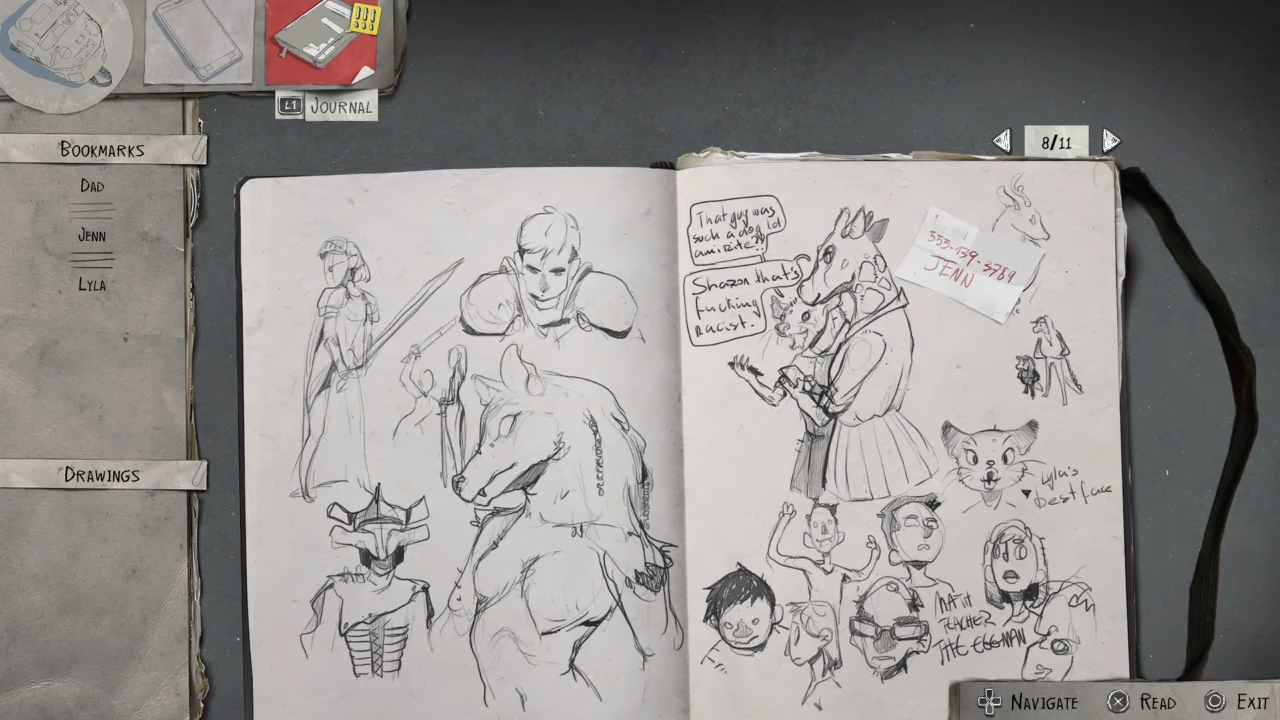 L1 JOURNAL
BOOKMARKS
DAD
JENN
LYLA
DRAWINGS
8/11
That guy was
such a dog lol
amirite??
Shazon that's
fucking
racist.
JENN
Lyla's
best face
MATH
TEACHER
THE EGGMAN
NAVIGATE
READ
EXIT